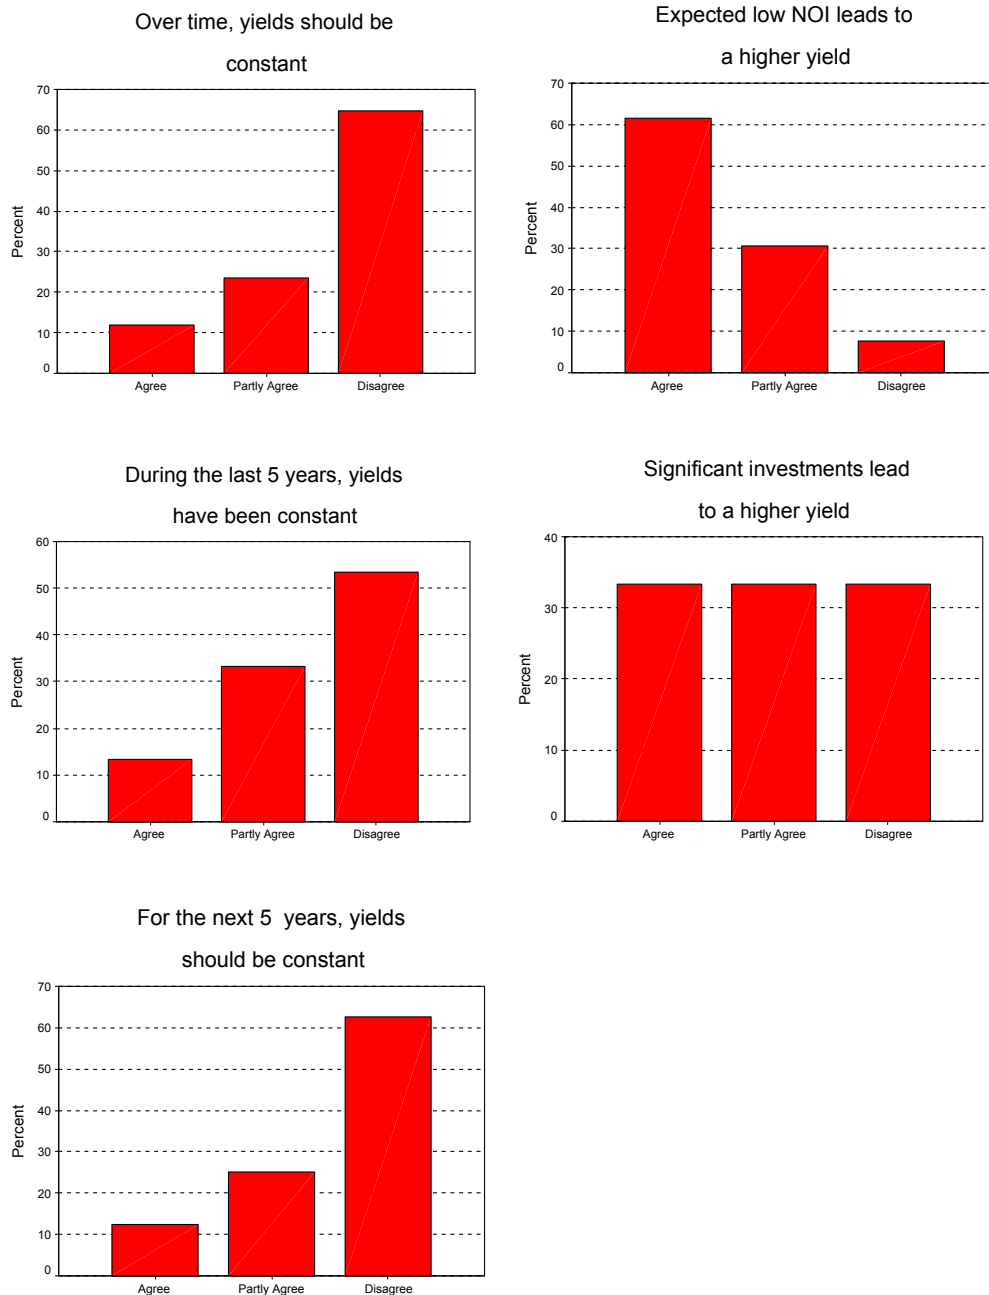 Over time, yields should be
constant
70
60
50
40
30
20
10
0
Percent
Agree Partly Agree Disagree
Expected low NOI leads to
a higher yield
70
60
50
40
30
20
10
0
Percent
Agree Partly Agree Disagree
During the last 5 years, yields
have been constant
60
50
40
30
20
10
0
Percent
Agree Partly Agree Disagree
Significant investments lead
to a higher yield
40
30
20
10
0
Percent
Agree Partly Agree Disagree
For the next 5 years, yields
should be constant
70
60
50
40
30
20
10
0
Percent
Agree Partly Agree Disagree